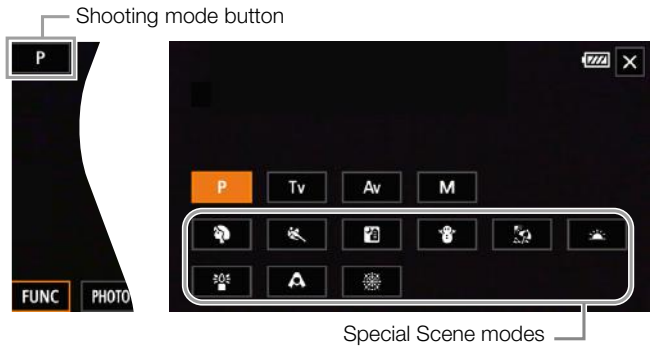 Shooting mode button
P
P Tv Av M
FUNC PHOTO
Special Scene modes